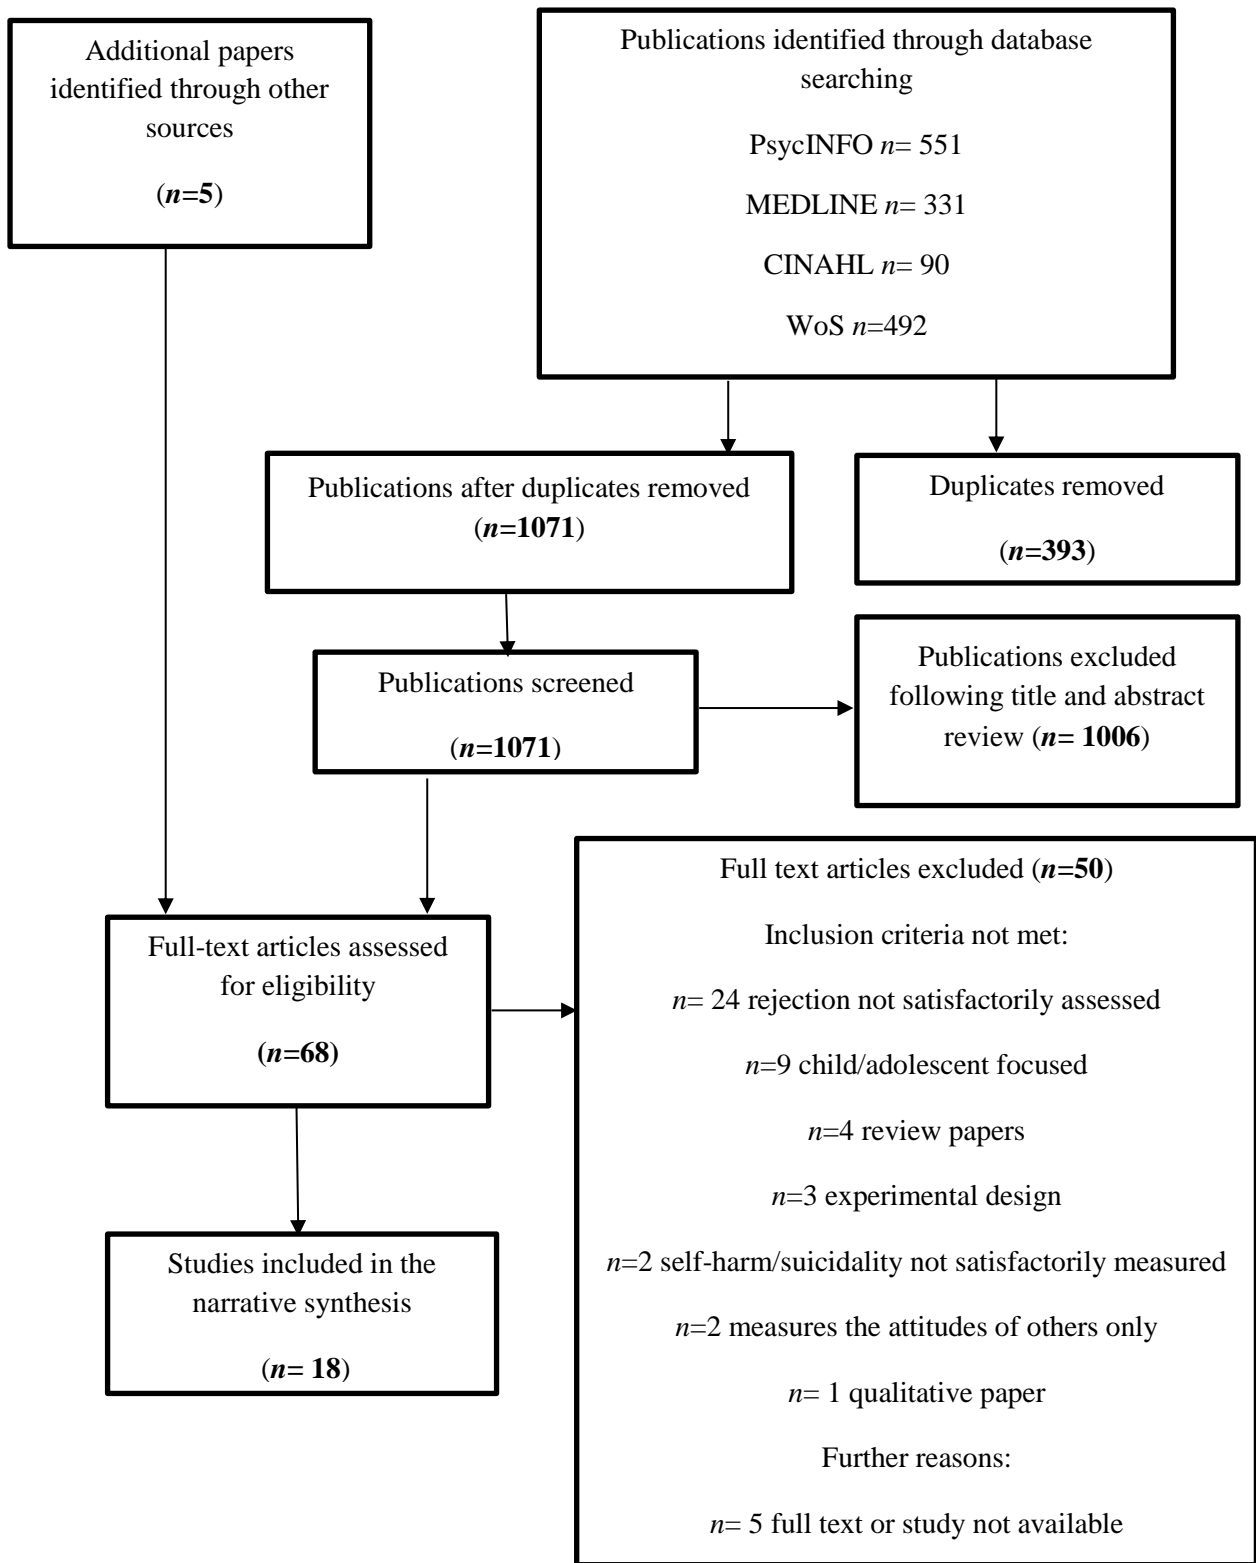 Additional papers
identified through other
sources
(n=5)
Publications identified through database
searching
PsycINFO n= 551
MEDLINE n= 331
CINAHL n= 90
WoS n=492
Publications after duplicates removed
(n=1071)
Duplicates removed
(n=393)
Publications screened
(n=1071)
Publications excluded
following title and abstract
review (n= 1006)
Full-text articles assessed
for eligibility
(n=68)
Full text articles excluded (n=50)
Inclusion criteria not met:
n= 24 rejection not satisfactorily assessed
n=9 child/adolescent focused
n=4 review papers
n=3 experimental design
n=2 self-harm/suicidality not satisfactorily measured
n=2 measures the attitudes of others only
n= 1 qualitative paper
Further reasons:
n= 5 full text or study not available
Studies included in the
narrative synthesis
(n= 18)